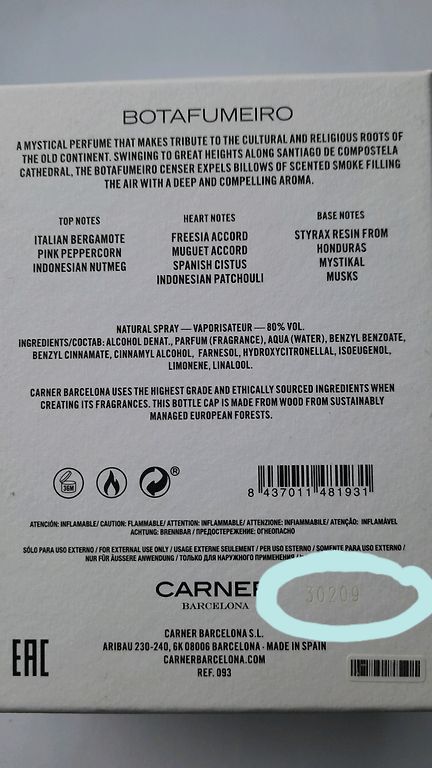 BOTAFUMEIRO
A MYSTICAL PERFUME THAT MAKES TRIBUTE TO THE CULTURAL AND RELIGIOUS ROOTS OF
THE OLD CONTINENT. SWINGING TO GREAT HEIGHTS ALONG SANTIAGO DE COMPOSTELA
CATHEDRAL, THE BOTAFUMEIRO CENSER EXPELS BILLOWS OF SCENTED SMOKE FILLING
THE AIR WITH A DEEP AND COMPELLING AROMA.
TOP NOTES
ITALIAN BERGAMOTE
PINK PEPPERCORN
INDONESIAN NUTMEG
HEART NOTES
FREESIA ACCORD
MUGUET ACCORD
SPANISH CISTUS
INDONESIAN PATCHOULI
BASE NOTES
STYRAX RESIN FROM
HONDURAS
MYSTIKAL
MUSKS
NATURAL SPRAY — VAPORISATEUR — 80% VOL.
INGREDIENTS/СОСТАВ: ALCOHOL DENAT., PARFUM (FRAGRANCE), AQUA (WATER), BENZYL BENZOATE,
BENZYL CINNAMATE, CINNAMYL ALCOHOL, FARNESOL, HYDROXYCITRONELLAL, ISOEUGENOL,
LIMONENE, LINALOOL.
CARNER BARCELONA USES THE HIGHEST GRADE AND ETHICALLY SOURCED INGREDIENTS WHEN
CREATING ITS FRAGRANCES. THIS BOTTLE CAP IS MADE FROM WOOD FROM SUSTAINABLY
MANAGED EUROPEAN FORESTS.
36M
®
8 437011 481931
ATENCIÓN: INFLAMABLE/ CAUTION: FLAMMABLE/ ATTENTION: INFLAMMABLE/ ATTENZIONE: INFIAMMABILE/ ATENÇÃO: INFLAMÁVEL
ACHTUNG: BRENNBAR / ПРЕДОСТЕРЕЖЕНИЕ: ОГНЕОПАСНО
SÓLO PARA USO EXTERNO / FOR EXTERNAL USE ONLY / USAGE EXTERNE SEULEMENT / PER USO ESTERNO / SOMENTE PARA USO EXTERNO /
NUR FÜR ÄUSSERE ANWENDUNG / ТОЛЬКО ДЛЯ НАРУЖНОГО ПРИМЕНЕНИЯ /
CARNER
BARCELONA
30209
CARNER BARCELONA S.L.
ARIBAU 230-240, 6K 08006 BARCELONA · MADE IN SPAIN
CARNERBARCELONA.COM
REF. 093
EAC